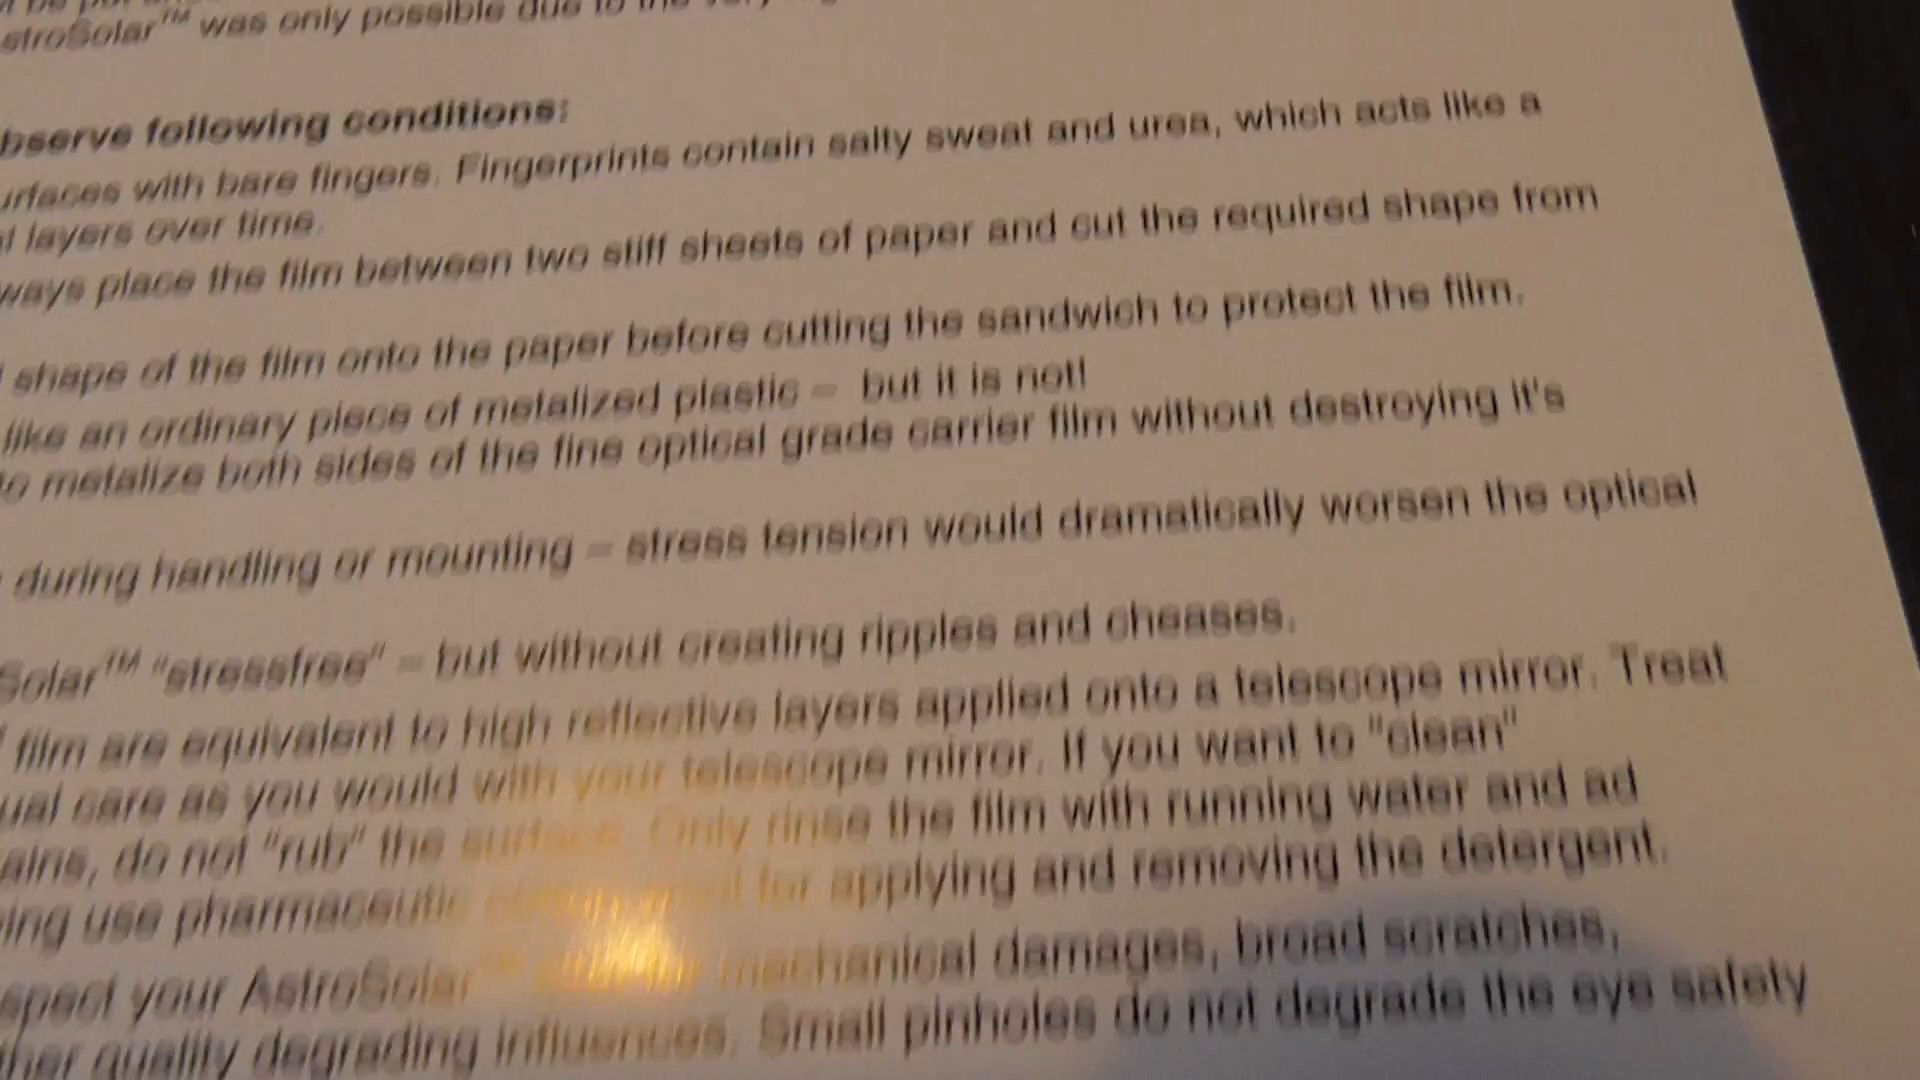 AstroSolar™ was only possible due to the very
observe following conditions:
urfaces with bare fingers. Fingerprints contain salty sweat and urea, which acts like a
l layers over time.
ways place the film between two stiff sheets of paper and cut the required shape from
shape of the film onto the paper before cutting the sandwich to protect the film.
like an ordinary piece of metalized plastic – but it is not!
to metalize both sides of the fine optical grade carrier film without destroying it's
during handling or mounting – stress tension would dramatically worsen the optical
Solar™ "stressfree" – but without creating ripples and cheases.
film are equivalent to high reflective layers applied onto a telescope mirror. Treat
ual care as you would with your telescope mirror. If you want to "clean"
ains, do not "rub" the surface. Only rinse the film with running water and ad
ing use pharmaceutic for applying and removing the detergent.
spect your AstroSolar™ for mechanical damages, broad scratches,
her quality degrading influences. Small pinholes do not degrade the eye safety